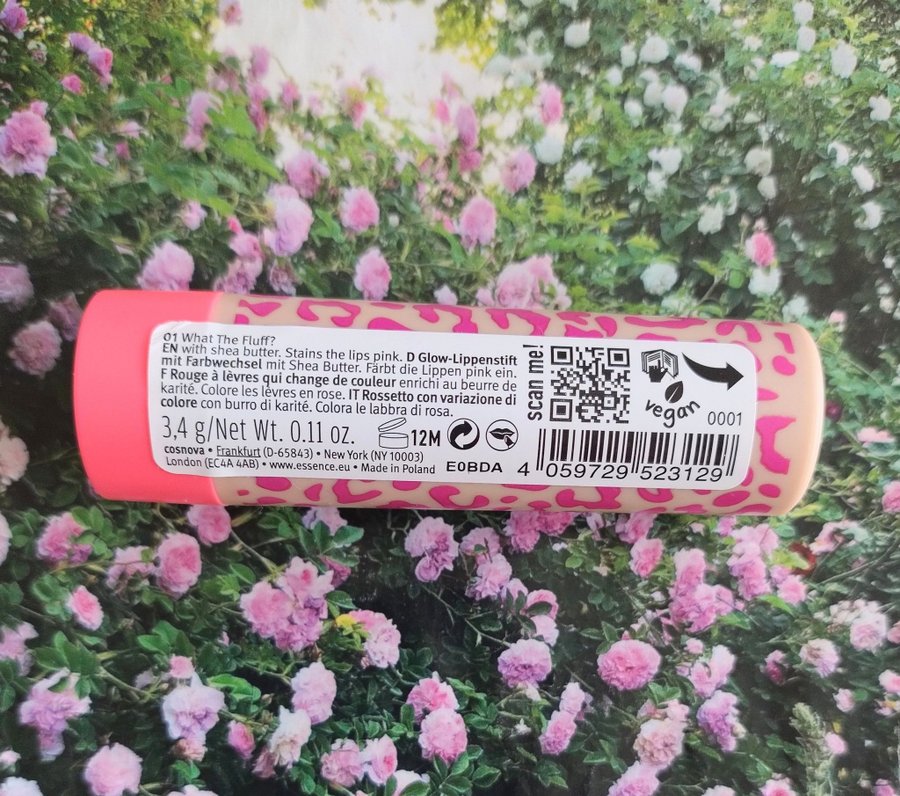 01 What The Fluff?
EN with shea butter. Stains the lips pink. D Glow-Lippenstift
mit Farbwechsel mit Shea Butter. Färbt die Lippen pink ein.
F Rouge à lèvres qui change de couleur enrichi au beurre de
karité. Colore les lèvres en rose. IT Rossetto con variazione di
colore con burro di karité. Colora le labbra di rosa.
3,4 g/Net Wt. 0.11 oz.
12M
cosnova • Frankfurt (D-65843) • New York (NY 10003)
London (EC4A 4AB) • www.essence.eu • Made in Poland
E0BDA
scan me!
vegan
0001
4 059729 523129